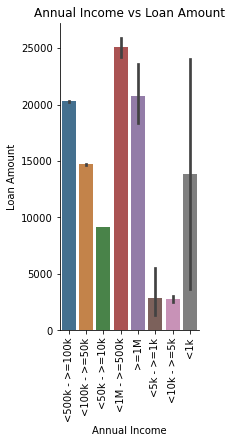 Annual Income vs Loan Amount
25000
20000
15000
10000
5000
0
Loan Amount
<500k - >=100k
<100k - >=50k
<50k - >=10k
<1M - >=500k
>=1M
<5k - >=1k
<10k - >=5k
<1k
Annual Income